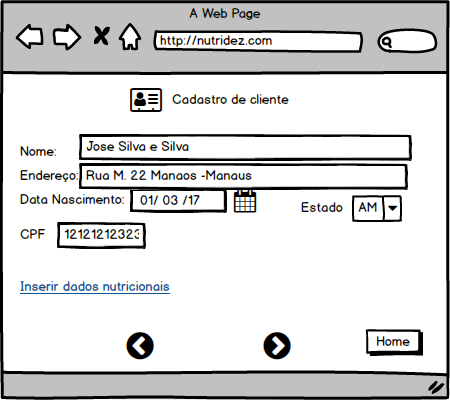 A Web Page
http://nutridez.com
Cadastro de cliente
Nome: Jose Silva e Silva
Endereço: Rua M. 22 Manaos -Manaus
Data Nascimento: 01/ 03 /17
Estado AM
CPF 12121212323
Inserir dados nutricionais
Home